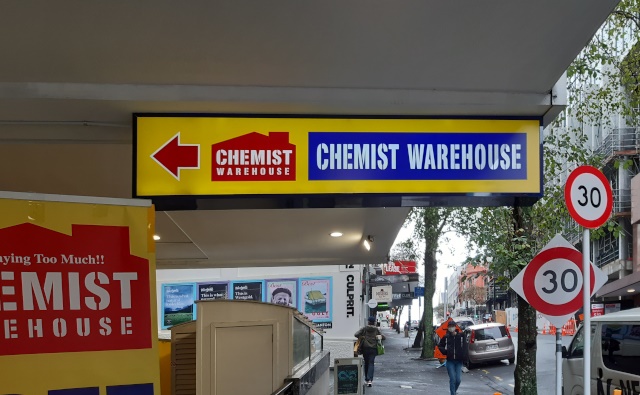 CHEMIST
WAREHOUSE
CHEMIST WAREHOUSE
30
30
aying Too Much!!
EMIST
EHOUSE
CULPRIT.